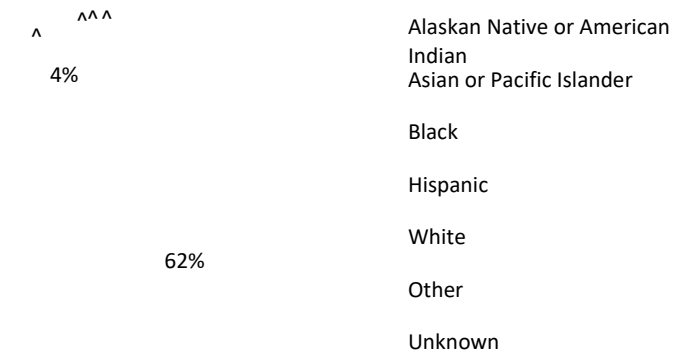 ^ ^^ ^
4%
62%
Alaskan Native or American
Indian
Asian or Pacific Islander
Black
Hispanic
White
Other
Unknown